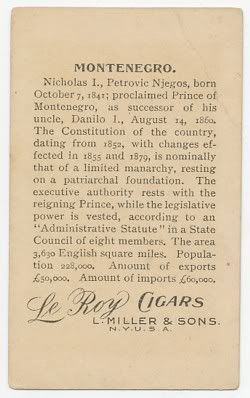 MONTENEGRO.
Nicholas I., Petrovic Njegos, born
October 7, 1841; proclaimed Prince of
Montenegro, as successor of his
uncle, Danilo I., August 14, 1860.
The Constitution of the country,
dating from 1852, with changes ef-
fected in 1855 and 1879, is nominally
that of a limited monarchy, resting
on a patriarchal foundation. The
executive authority rests with the
reigning Prince, while the legislative
power is vested, according to an
"Administrative Statute" in a State
Council of eight members. The area
3,630 English square miles. Popula-
tion 228,000. Amount of exports
£50,000. Amount of imports £60,000.
Le Roy CIGARS
L. MILLER & SONS.
N.Y. U.S.A.